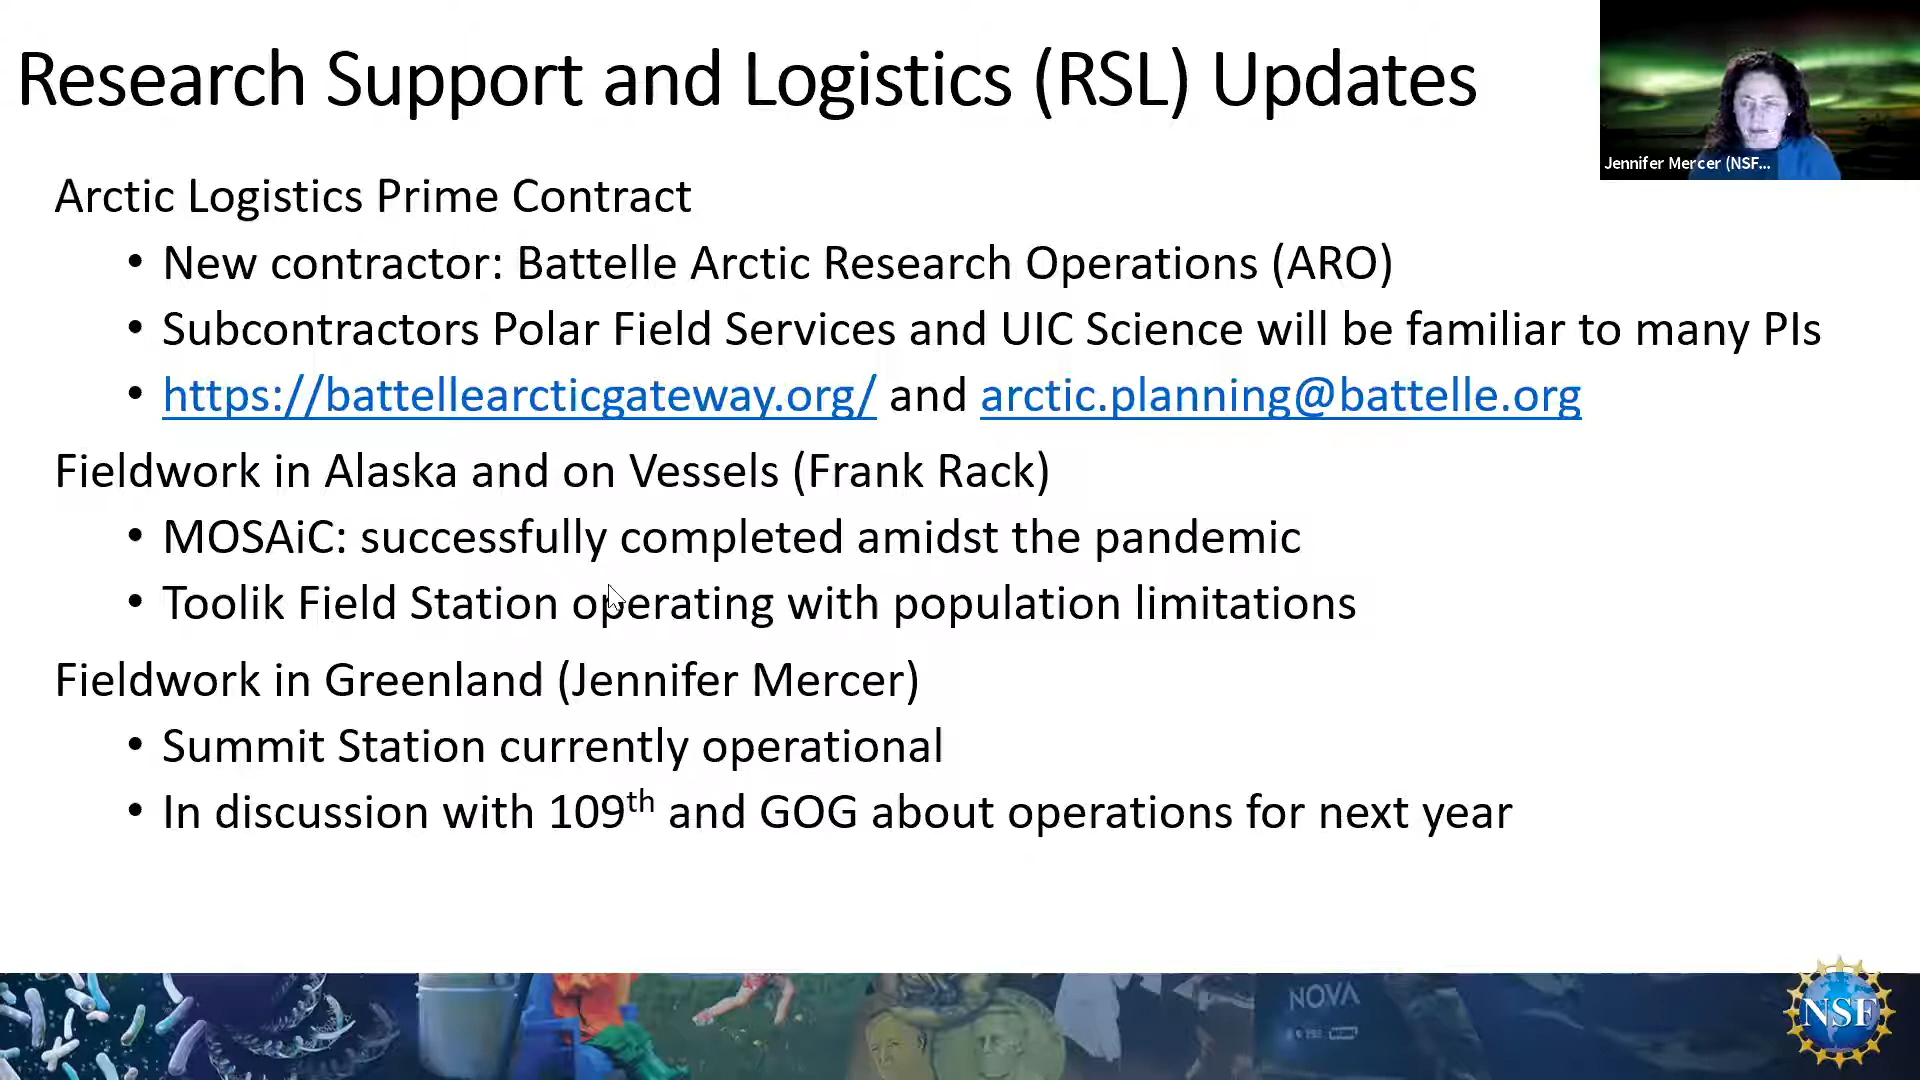 Research Support and Logistics (RSL) Updates
Jennifer Mercer (NSF...
Arctic Logistics Prime Contract
• New contractor: Battelle Arctic Research Operations (ARO)
• Subcontractors Polar Field Services and UIC Science will be familiar to many PIs
• https://battellearcticgateway.org/ and arctic.planning@battelle.org
Fieldwork in Alaska and on Vessels (Frank Rack)
• MOSAiC: successfully completed amidst the pandemic
• Toolik Field Station operating with population limitations
Fieldwork in Greenland (Jennifer Mercer)
• Summit Station currently operational
• In discussion with 109th and GOG about operations for next year
NOVA
NSF